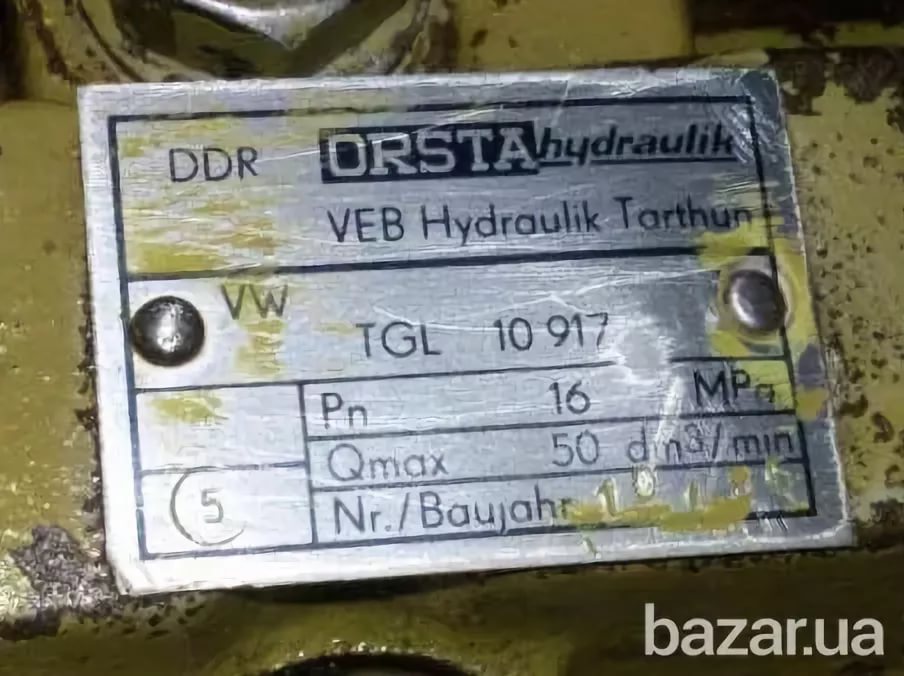 DDR ORSTA hydraulik
VEB Hydraulik Tarthun
VW
TGL 10 917
Pn 16 MPa
Qmax 50 dm³/min
5 Nr./Baujahr
bazar.ua